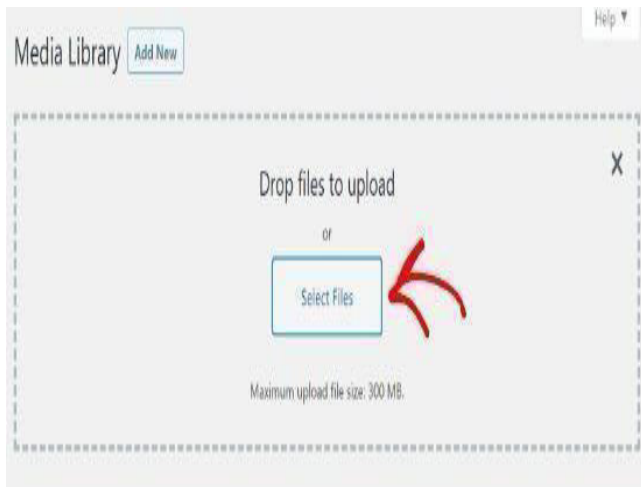 Help ▼
Media Library Add New
X
Drop files to upload
or
Select Files
Maximum upload file size: 300 MB.